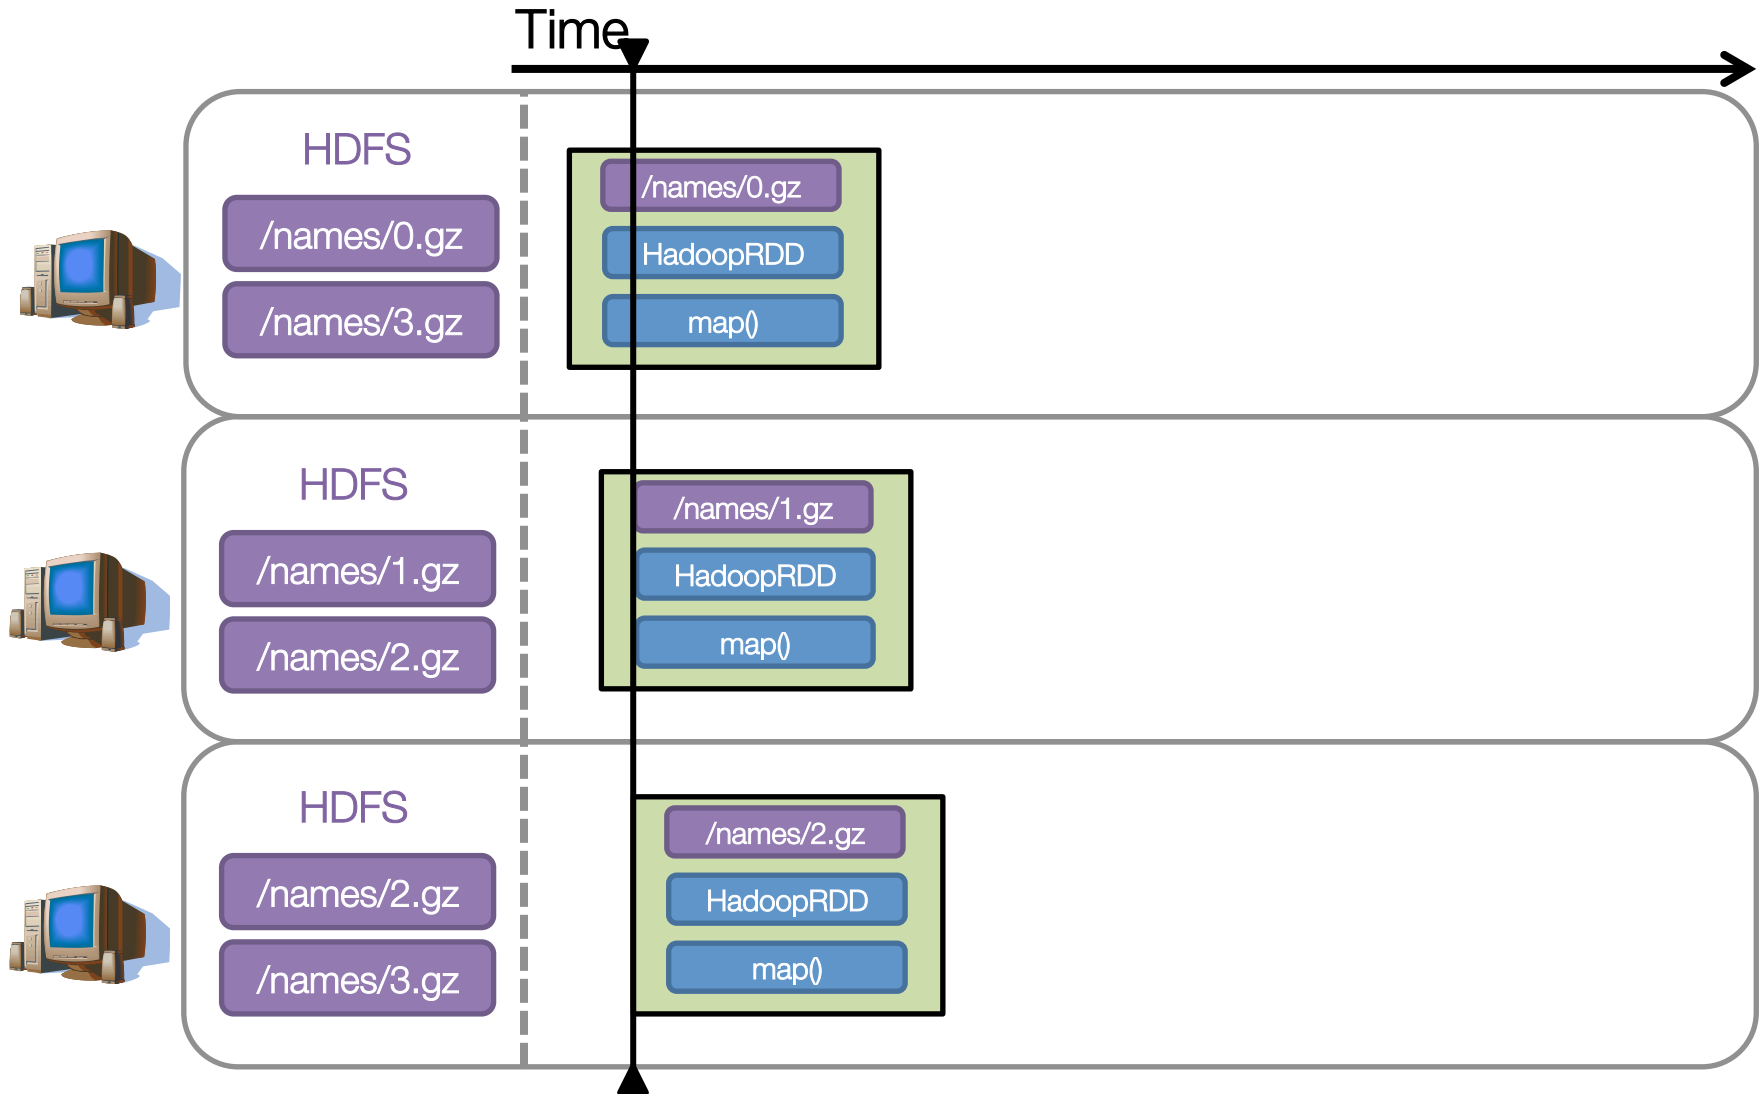 Time
HDFS
/names/0.gz
/names/3.gz
/names/0.gz
HadoopRDD
map()
HDFS
/names/1.gz
/names/2.gz
/names/1.gz
HadoopRDD
map()
HDFS
/names/2.gz
/names/3.gz
/names/2.gz
HadoopRDD
map()